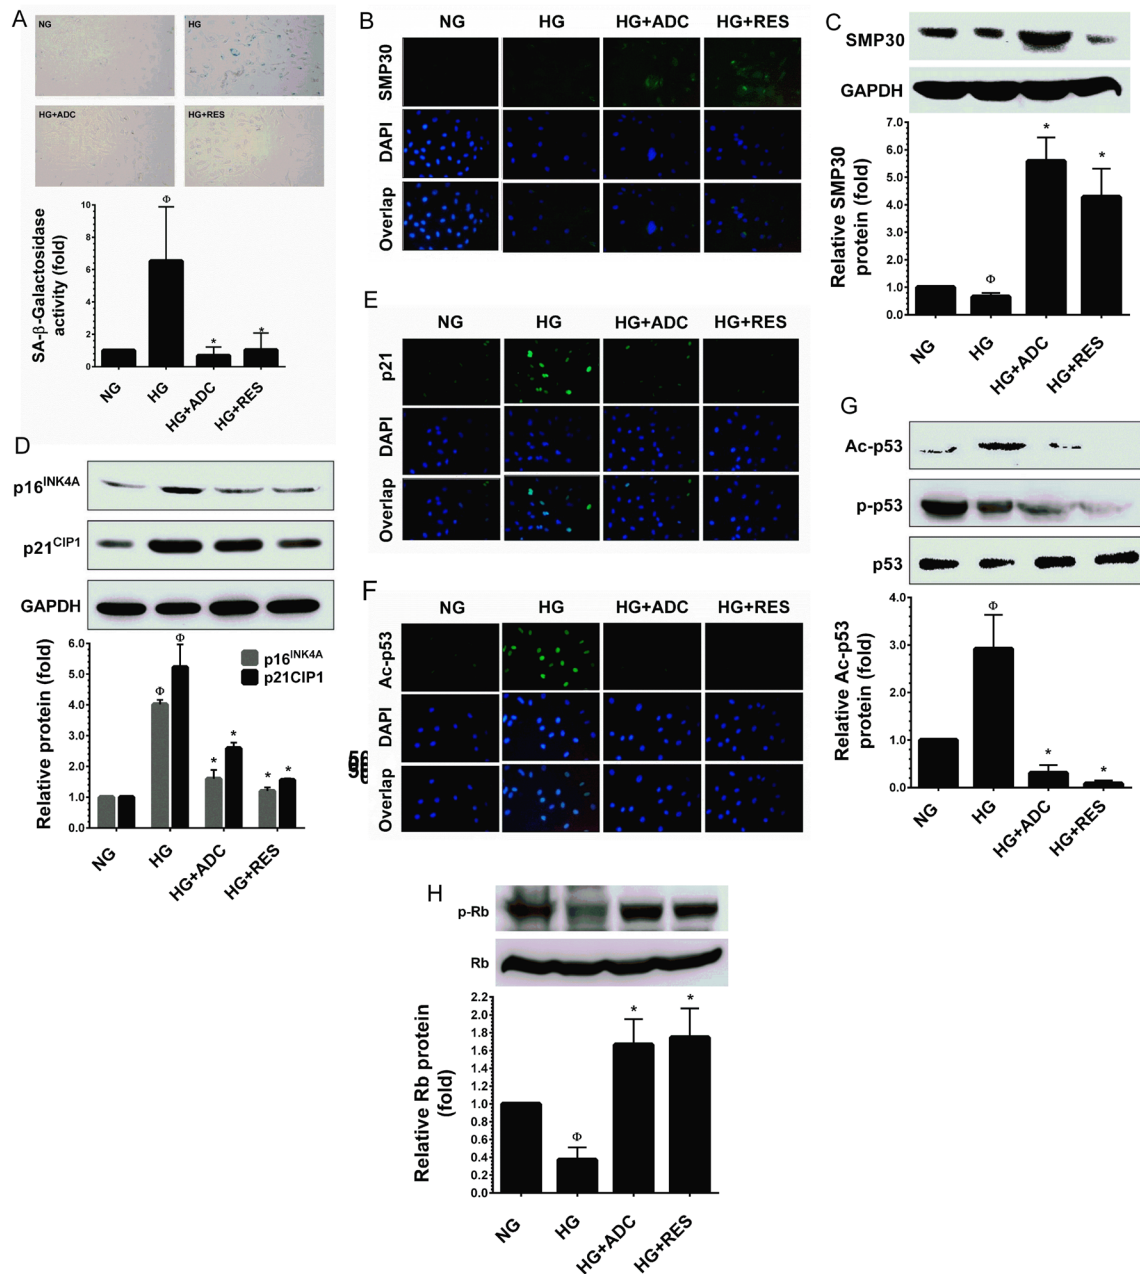 A
NG
HG
HG+ADC
HG+RES
SA-β-Galactosidase
activity (fold)
10
8
6
4
2
0
Φ
*
*
NG
HG
HG+ADC
HG+RES
B
NG HG HG+ADC HG+RES
SMP30
DAPI
Overlap
C
SMP30
GAPDH
Relative SMP30
protein (fold)
7.0
6.0
5.0
4.0
3.0
2.0
1.0
0.0
Φ
*
*
NG
HG
HG+ADC
HG+RES
D
p16INK4A
p21CIP1
GAPDH
Relative protein (fold)
6.0
5.0
4.0
3.0
2.0
1.0
0.0
p16INK4A
p21CIP1
Φ
Φ
*
*
*
*
NG
HG
HG+ADC
HG+RES
E
NG HG HG+ADC HG+RES
p21
DAPI
Overlap
F
NG HG HG+ADC HG+RES
Ac-p53
DAPI
Overlap
G
Ac-p53
p-p53
p53
Relative Ac-p53
protein (fold)
4.0
3.0
2.0
1.0
0.0
Φ
*
*
NG
HG
HG+ADC
HG+RES
H
p-Rb
Rb
Relative Rb protein
(fold)
2.2
2.0
1.8
1.6
1.4
1.2
1.0
0.8
0.6
0.4
0.2
0.0
Φ
*
*
NG
HG
HG+ADC
HG+RES